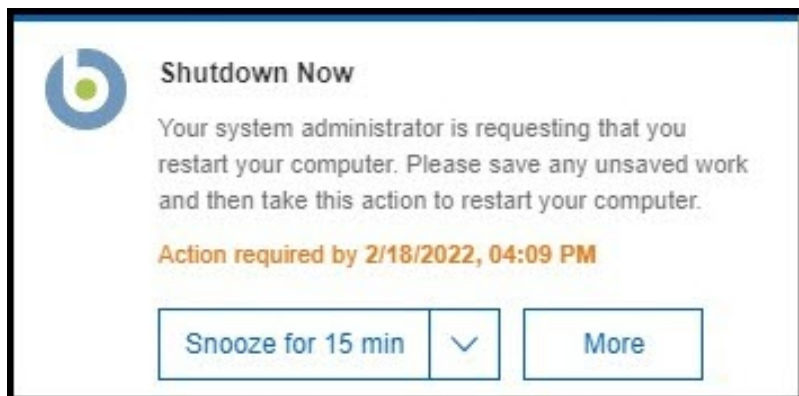 Shutdown Now
Your system administrator is requesting that you
restart your computer. Please save any unsaved work
and then take this action to restart your computer.
Action required by 2/18/2022, 04:09 PM
Snooze for 15 min
More